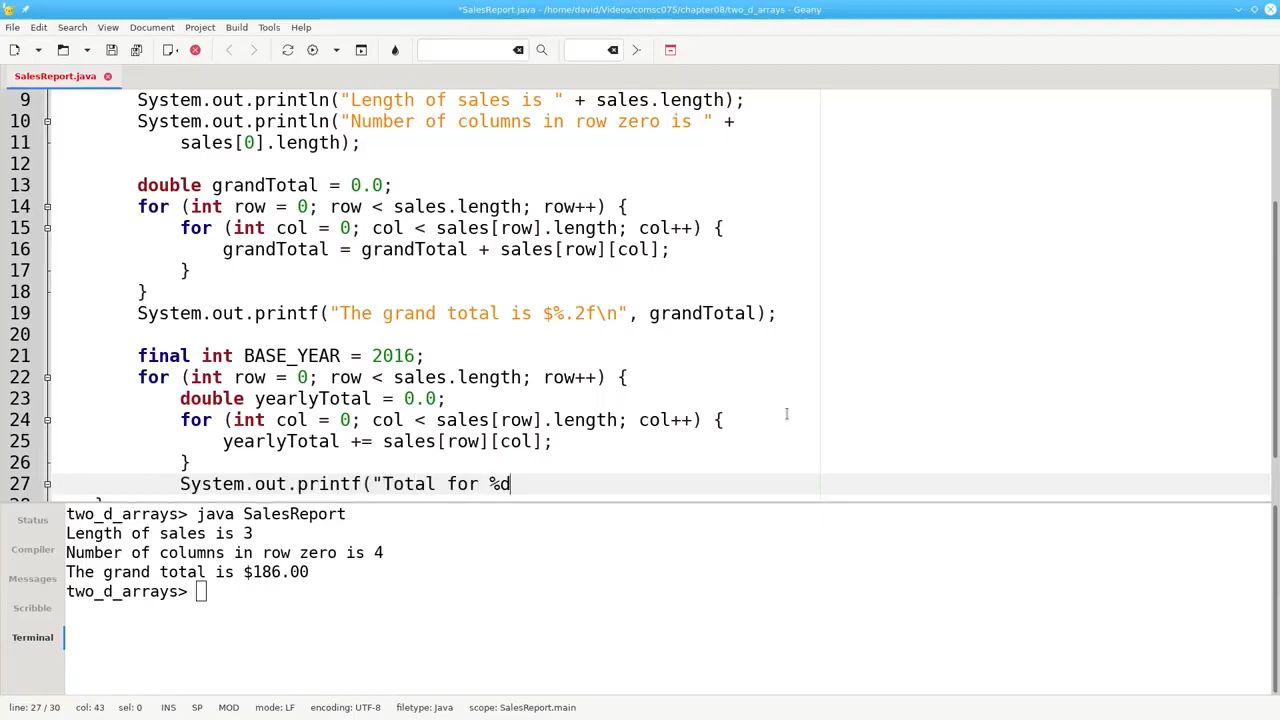 *SalesReport.java - /home/david/Videos/comsc075/chapter08/two_d_arrays - Geany
File Edit Search View Document Project Build Tools Help
SalesReport.java
9 System.out.println("Length of sales is " + sales.length);
10 System.out.println("Number of columns in row zero is " +
11 sales[0].length);
12
13 double grandTotal = 0.0;
14 for (int row = 0; row < sales.length; row++) {
15 for (int col = 0; col < sales[row].length; col++) {
16 grandTotal = grandTotal + sales[row][col];
17 }
18 }
19 System.out.printf("The grand total is $%.2f\n", grandTotal);
20
21 final int BASE_YEAR = 2016;
22 for (int row = 0; row < sales.length; row++) {
23 double yearlyTotal = 0.0;
24 for (int col = 0; col < sales[row].length; col++) {
25 yearlyTotal += sales[row][col];
26 }
27 System.out.printf("Total for %d
Status
Compiler
Messages
Scribble
Terminal
two_d_arrays> java SalesReport
Length of sales is 3
Number of columns in row zero is 4
The grand total is $186.00
two_d_arrays>
line: 27 / 30 col: 43 sel: 0 INS SP MOD mode: LF encoding: UTF-8 filetype: Java scope: SalesReport.main